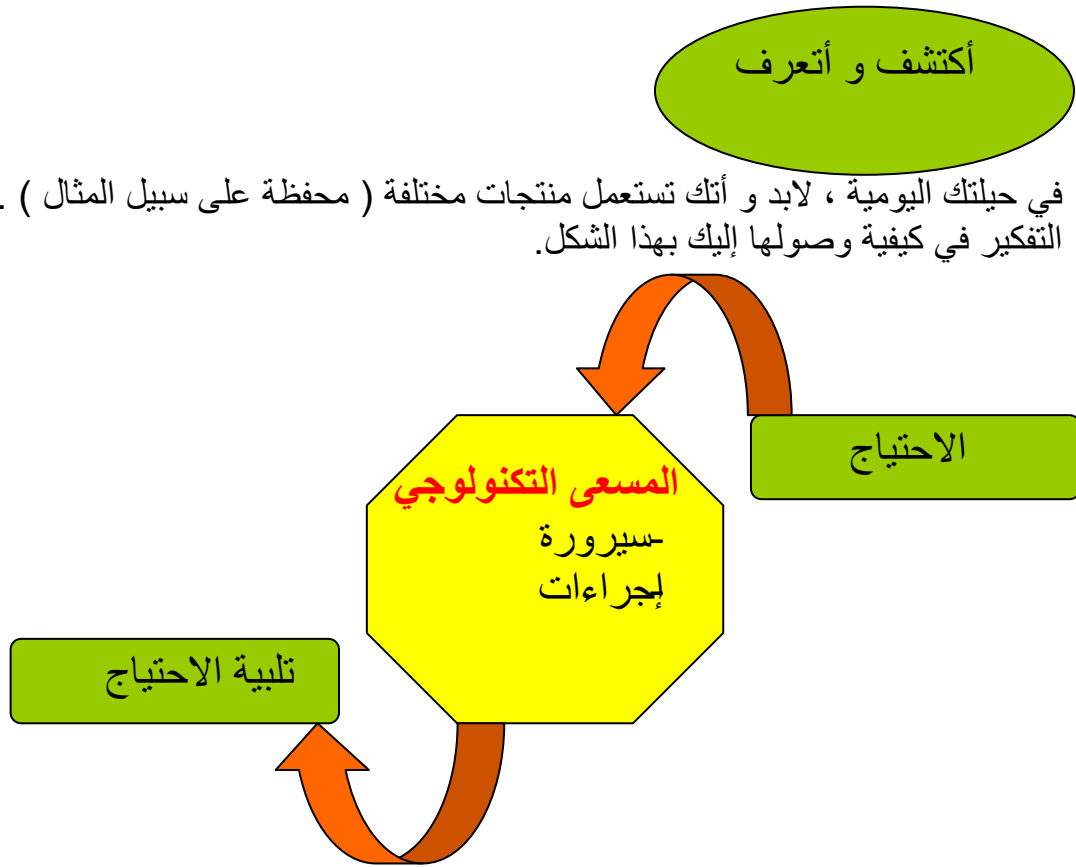 أكتشف و أتعرف
في حيلتك اليومية ، لابد و أتك تستعمل منتجات مختلفة ( محفظة على سبيل المثال ) .
التفكير في كيفية وصولها إليك بهذا الشكل.
الاحتياج
المسعى التكنولوجي
-سيرورة
-إجراءات
تلبية الاحتياج